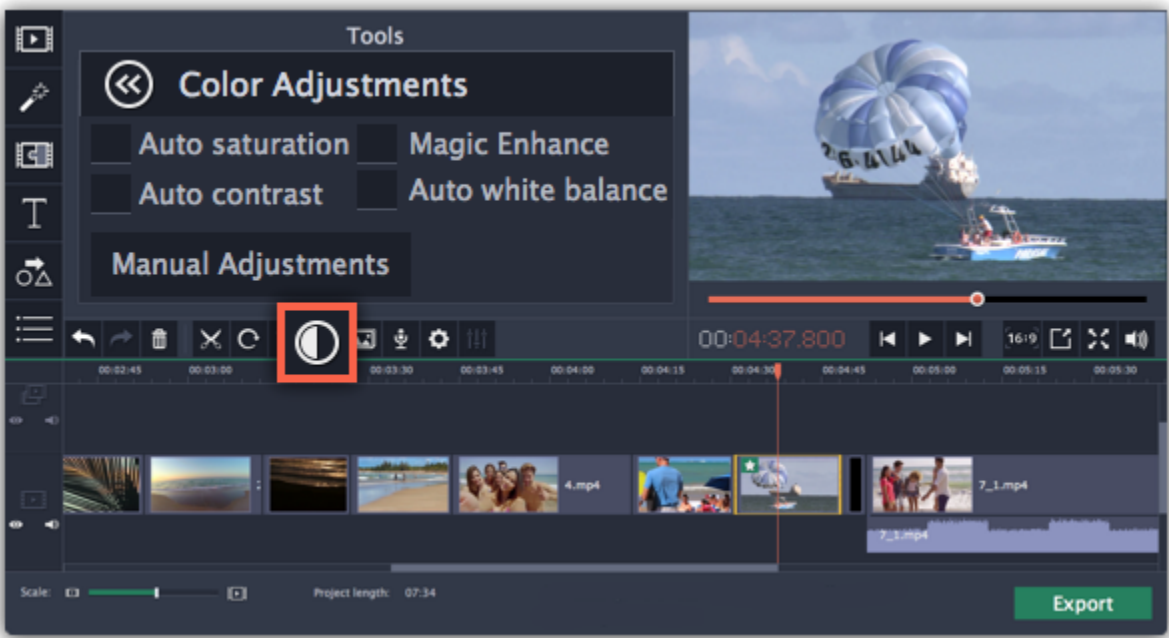 Tools
Color Adjustments
Auto saturation
Magic Enhance
Auto contrast
Auto white balance
Manual Adjustments
T
00:04:37.800
16:9
00:02:45 00:03:00 00:03:30 00:03:45 00:04:00 00:04:15 00:04:30 00:04:45 00:05:00 00:05:15 00:05:30
4.mp4
7_1.mp4
7_1.mp4
Scale:
Project length: 07:34
Export